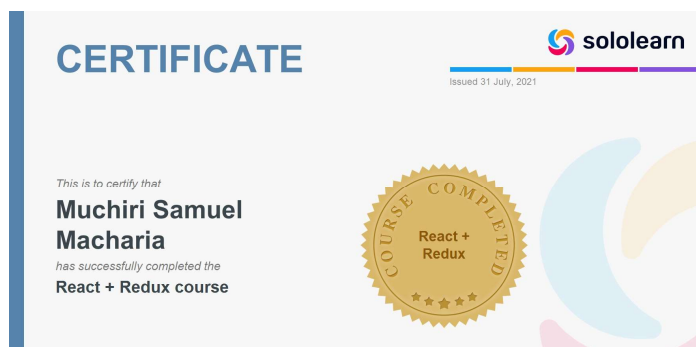 CERTIFICATE
sololearn
Issued 31 July, 2021
This is to certify that
Muchiri Samuel
Macharia
has successfully completed the
React + Redux course
COURSE COMPLETED
React +
Redux